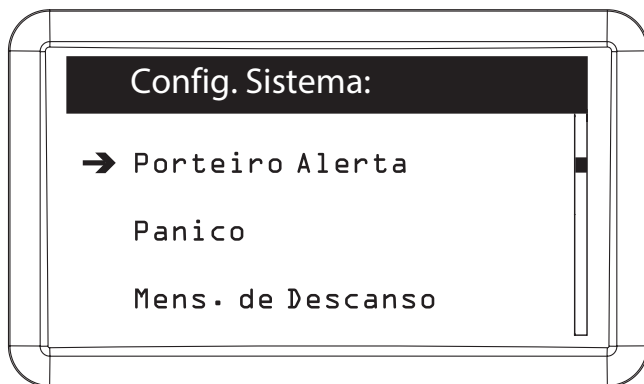 Config. Sistema:
➔ Porteiro Alerta
Panico
Mens. de Descanso